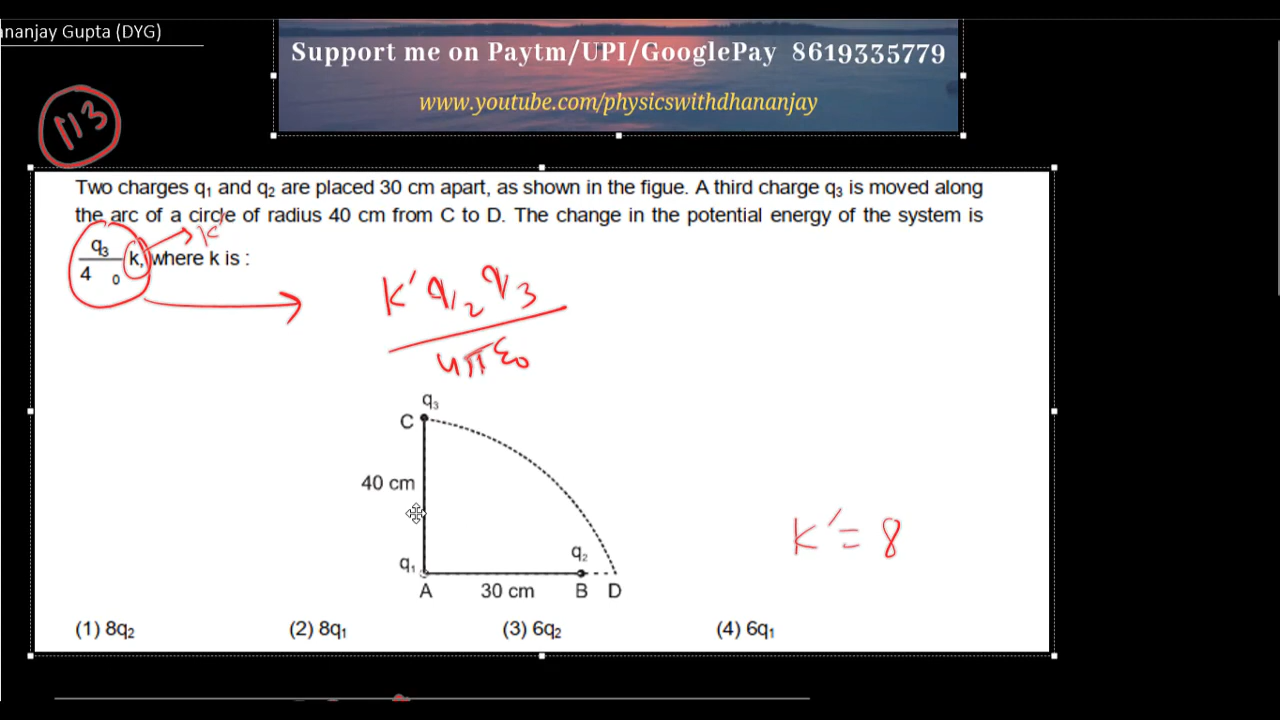 ananjay Gupta (DYG)
Support me on Paytm/UPI/GooglePay 8619335779
www.youtube.com/physicswithdhananjay
113
Two charges q₁ and q₂ are placed 30 cm apart, as shown in the figue. A third charge q₃ is moved along
the arc of a circle of radius 40 cm from C to D. The change in the potential energy of the system is
q₃
4 0
k, where k is :
k'
k' q₂ q₃
4πε₀
q₃
C
40 cm
q₁
q₂
A
30 cm
B
D
k' = 8
(1) 8q₂
(2) 8q₁
(3) 6q₂
(4) 6q₁